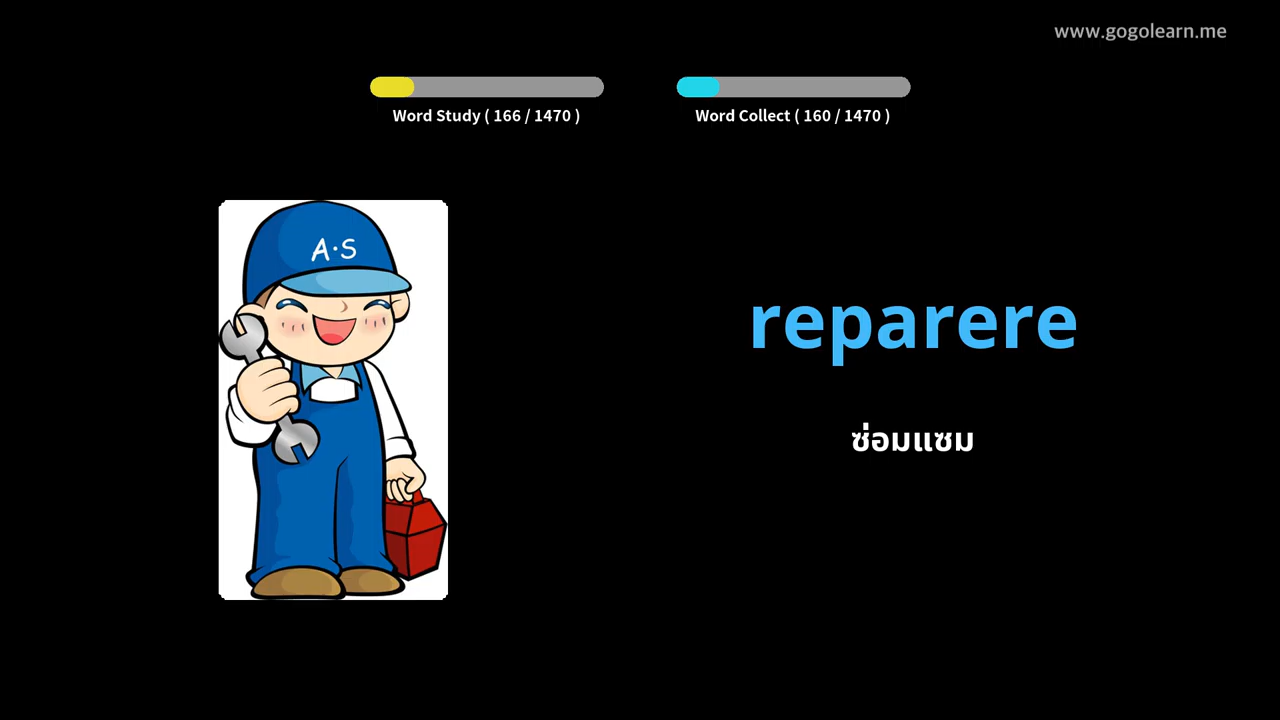 www.gogolearn.me
Word Study ( 166 / 1470 )
Word Collect ( 160 / 1470 )
A·S
reparere
ซ่อมแซม